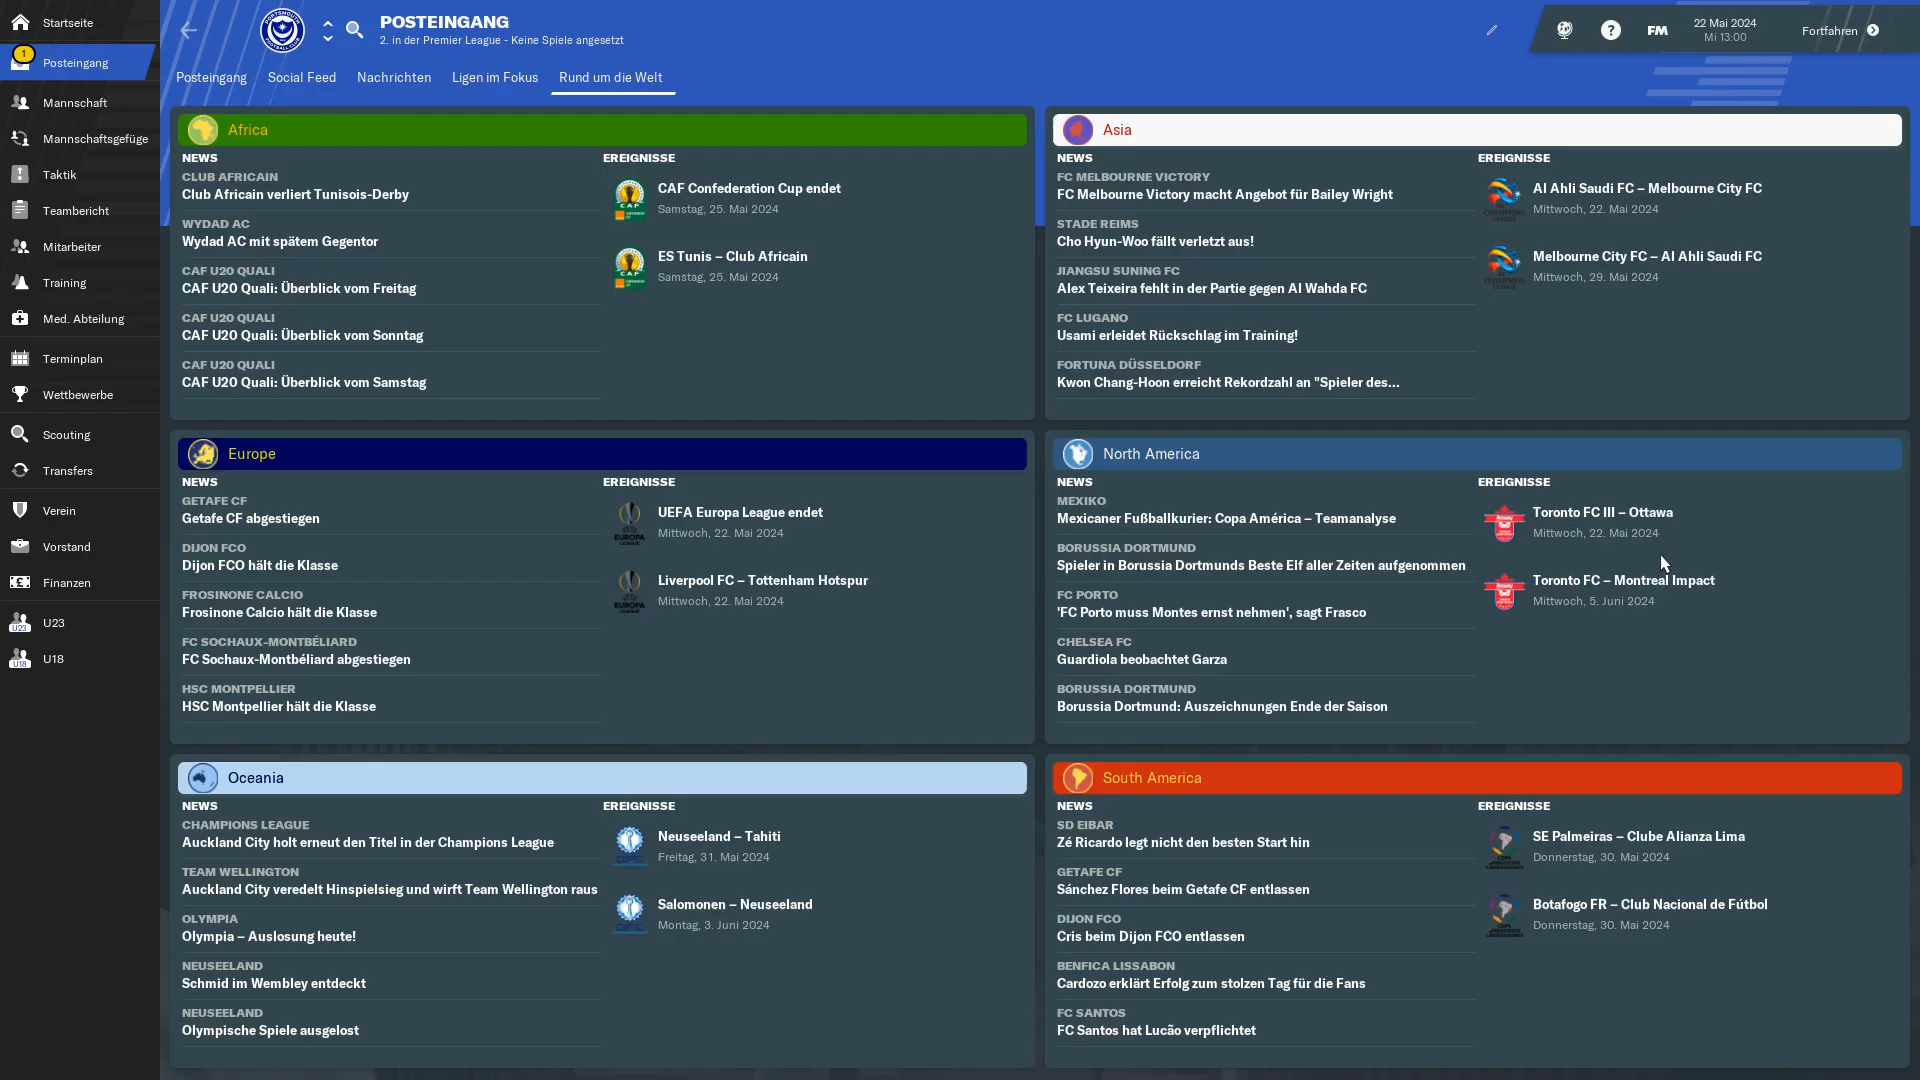 Startseite
1
Posteingang
Mannschaft
Mannschaftsgefüge
Taktik
Teambericht
Mitarbeiter
Training
Med. Abteilung
Terminplan
Wettbewerbe
Scouting
Transfers
Verein
Vorstand
Finanzen
U23
U23
U18
U18
POSTEINGANG
2. in der Premier League - Keine Spiele angesetzt
FM
22 Mai 2024
Mi 13:00
Fortfahren
Posteingang
Social Feed
Nachrichten
Ligen im Fokus
Rund um die Welt
Africa
NEWS
CLUB AFRICAIN
Club Africain verliert Tunisois-Derby
WYDAD AC
Wydad AC mit spätem Gegentor
CAF U20 QUALI
CAF U20 Quali: Überblick vom Freitag
CAF U20 QUALI
CAF U20 Quali: Überblick vom Sonntag
CAF U20 QUALI
CAF U20 Quali: Überblick vom Samstag
EREIGNISSE
CAF Confederation Cup endet
Samstag, 25. Mai 2024
ES Tunis – Club Africain
Samstag, 25. Mai 2024
Asia
NEWS
FC MELBOURNE VICTORY
FC Melbourne Victory macht Angebot für Bailey Wright
STADE REIMS
Cho Hyun-Woo fällt verletzt aus!
JIANGSU SUNING FC
Alex Teixeira fehlt in der Partie gegen Al Wahda FC
FC LUGANO
Usami erleidet Rückschlag im Training!
FORTUNA DÜSSELDORF
Kwon Chang-Hoon erreicht Rekordzahl an "Spieler des...
EREIGNISSE
Al Ahli Saudi FC – Melbourne City FC
Mittwoch, 22. Mai 2024
Melbourne City FC – Al Ahli Saudi FC
Mittwoch, 29. Mai 2024
Europe
NEWS
GETAFE CF
Getafe CF abgestiegen
DIJON FCO
Dijon FCO hält die Klasse
FROSINONE CALCIO
Frosinone Calcio hält die Klasse
FC SOCHAUX-MONTBÉLIARD
FC Sochaux-Montbéliard abgestiegen
HSC MONTPELLIER
HSC Montpellier hält die Klasse
EREIGNISSE
UEFA Europa League endet
Mittwoch, 22. Mai 2024
Liverpool FC – Tottenham Hotspur
Mittwoch, 22. Mai 2024
North America
NEWS
MEXIKO
Mexicaner Fußballkurier: Copa América – Teamanalyse
BORUSSIA DORTMUND
Spieler in Borussia Dortmunds Beste Elf aller Zeiten aufgenommen
FC PORTO
'FC Porto muss Montes ernst nehmen', sagt Frasco
CHELSEA FC
Guardiola beobachtet Garza
BORUSSIA DORTMUND
Borussia Dortmund: Auszeichnungen Ende der Saison
EREIGNISSE
Toronto FC III – Ottawa
Mittwoch, 22. Mai 2024
Toronto FC – Montreal Impact
Mittwoch, 5. Juni 2024
Oceania
NEWS
CHAMPIONS LEAGUE
Auckland City holt erneut den Titel in der Champions League
TEAM WELLINGTON
Auckland City veredelt Hinspielsieg und wirft Team Wellington raus
OLYMPIA
Olympia – Auslosung heute!
NEUSEELAND
Schmid im Wembley entdeckt
NEUSEELAND
Olympische Spiele ausgelost
EREIGNISSE
Neuseeland – Tahiti
Freitag, 31. Mai 2024
Salomonen – Neuseeland
Montag, 3. Juni 2024
South America
NEWS
SD EIBAR
Zé Ricardo legt nicht den besten Start hin
GETAFE CF
Sánchez Flores beim Getafe CF entlassen
DIJON FCO
Cris beim Dijon FCO entlassen
BENFICA LISSABON
Cardozo erklärt Erfolg zum stolzen Tag für die Fans
FC SANTOS
FC Santos hat Lucão verpflichtet
EREIGNISSE
SE Palmeiras – Clube Alianza Lima
Donnerstag, 30. Mai 2024
Botafogo FR – Club Nacional de Fútbol
Donnerstag, 30. Mai 2024